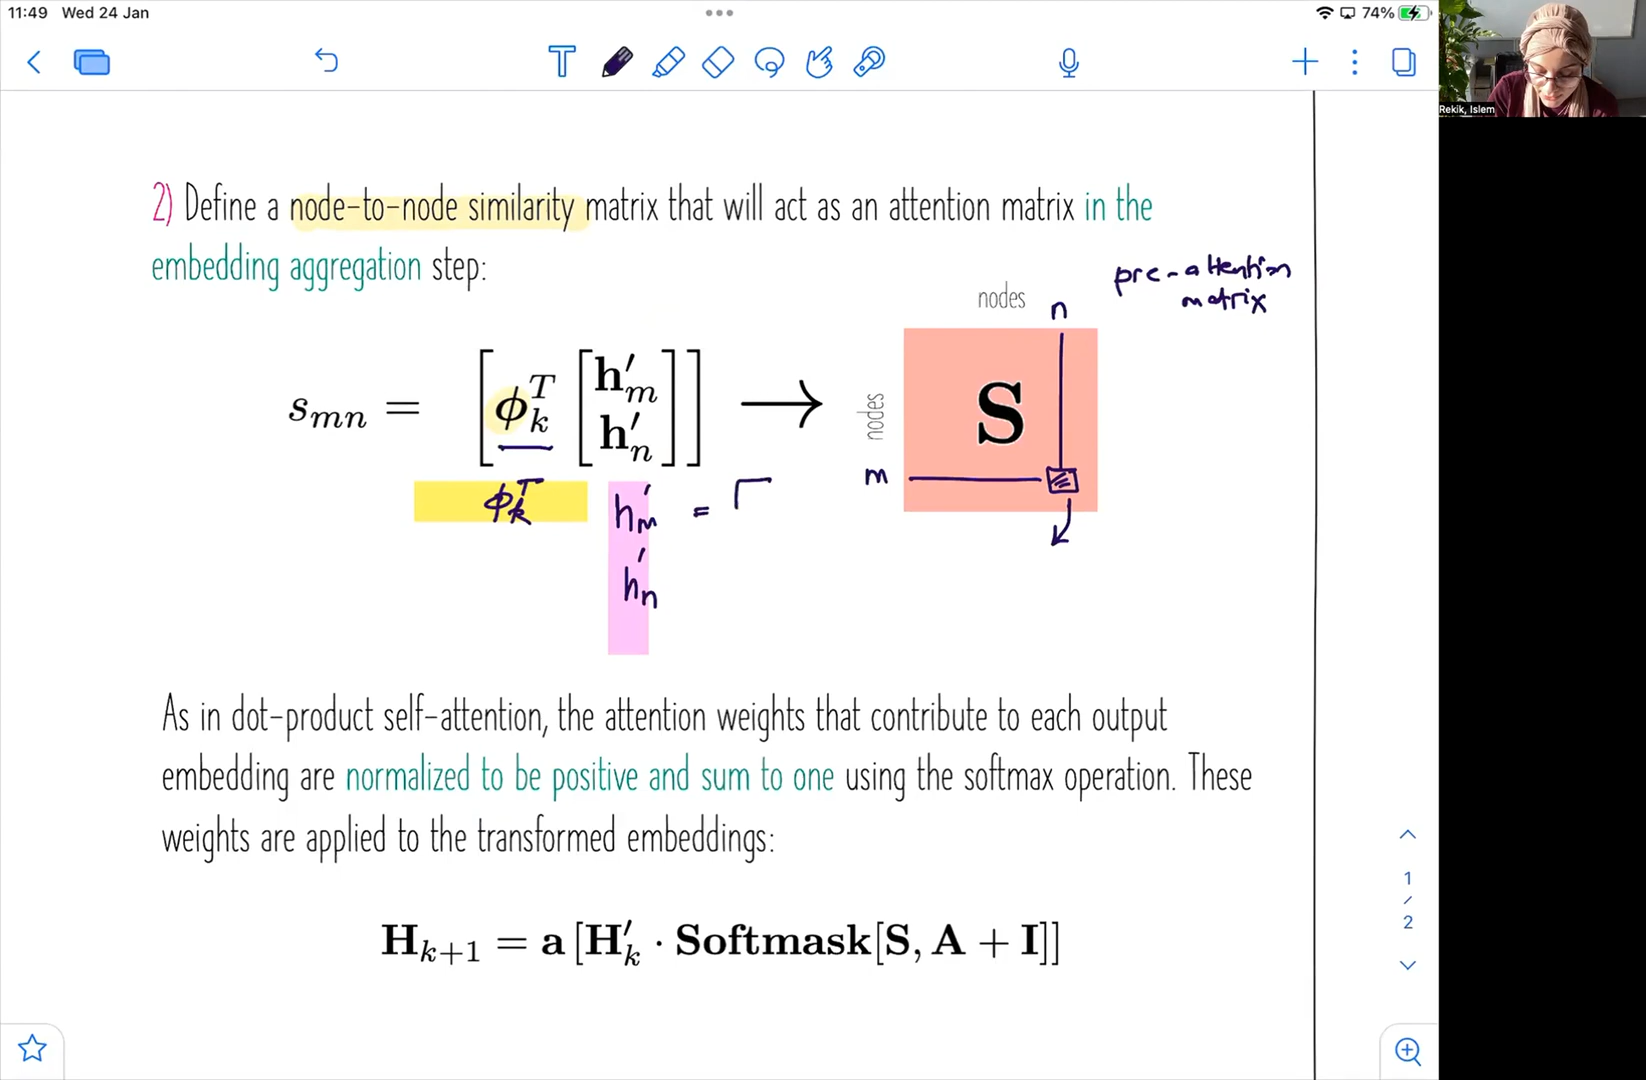 11:49 Wed 24 Jan
74%
Rekik, Islem
2) Define a node-to-node similarity matrix that will act as an attention matrix in the
embedding aggregation step:
pre-attention
matrix
nodes n
s_{mn} = [ϕ_k^T [h'_m h'_n]] → S
nodes
m
ϕ_k^T h'_m =
h'_n
As in dot-product self-attention, the attention weights that contribute to each output
embedding are normalized to be positive and sum to one using the softmax operation. These
weights are applied to the transformed embeddings:
H_{k+1} = a[H'_k · Softmask[S, A + I]]
1
/
2